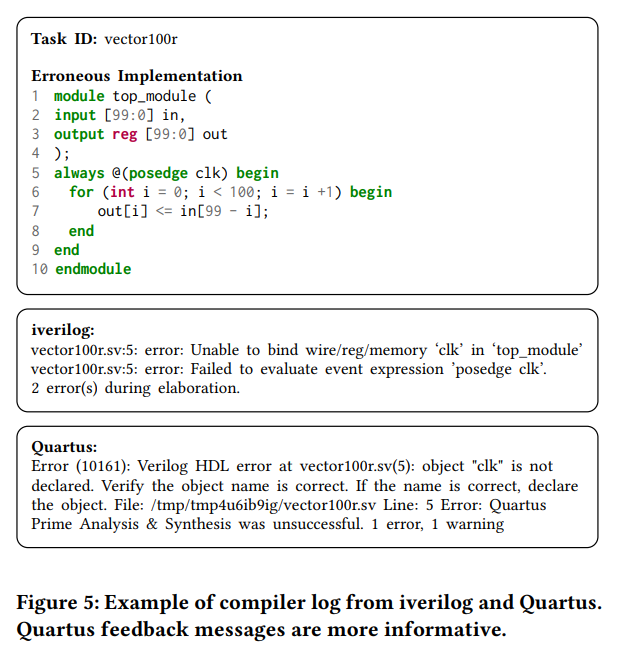 Task ID: vector100r
Erroneous Implementation
1 module top_module (
2 input [99:0] in,
3 output reg [99:0] out
4 );
5 always @(posedge clk) begin
6 for (int i = 0; i < 100; i = i +1) begin
7 out[i] <= in[99 - i];
8 end
9 end
10 endmodule
iverilog:
vector100r.sv:5: error: Unable to bind wire/reg/memory ‘clk’ in ‘top_module’
vector100r.sv:5: error: Failed to evaluate event expression ’posedge clk’.
2 error(s) during elaboration.
Quartus:
Error (10161): Verilog HDL error at vector100r.sv(5): object "clk" is not
declared. Verify the object name is correct. If the name is correct, declare
the object. File: /tmp/tmp4u6ib9ig/vector100r.sv Line: 5 Error: Quartus
Prime Analysis & Synthesis was unsuccessful. 1 error, 1 warning
Figure 5: Example of compiler log from iverilog and Quartus.
Quartus feedback messages are more informative.